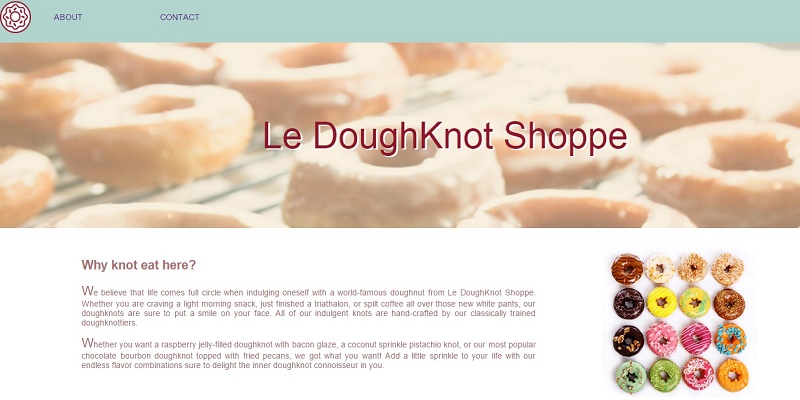 ABOUT CONTACT
Le DoughKnot Shoppe
Why knot eat here?
We believe that life comes full circle when indulging oneself with a world-famous doughnut from Le DoughKnot Shoppe.
Whether you are craving a light morning snack, just finished a triathalon, or spilt coffee all over those new white pants, our
doughknots are sure to put a smile on your face. All of our indulgent knots are hand-crafted by our classically trained
doughknottiers.
Whether you want a raspberry jelly-filled doughknot with bacon glaze, a coconut sprinkle pistachio knot, or our most popular
chocolate bourbon doughknot topped with fried pecans, we got what you want! Add a little sprinkle to your life with our
endless flavor combinations sure to delight the inner doughknot connoisseur in you.